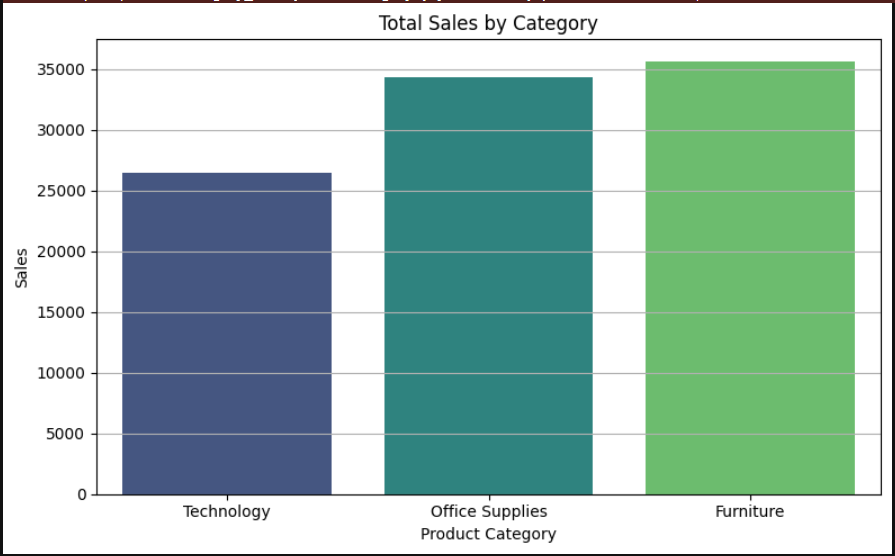 Total Sales by Category
Sales
35000
30000
25000
20000
15000
10000
5000
0
Technology Office Supplies Furniture
Product Category